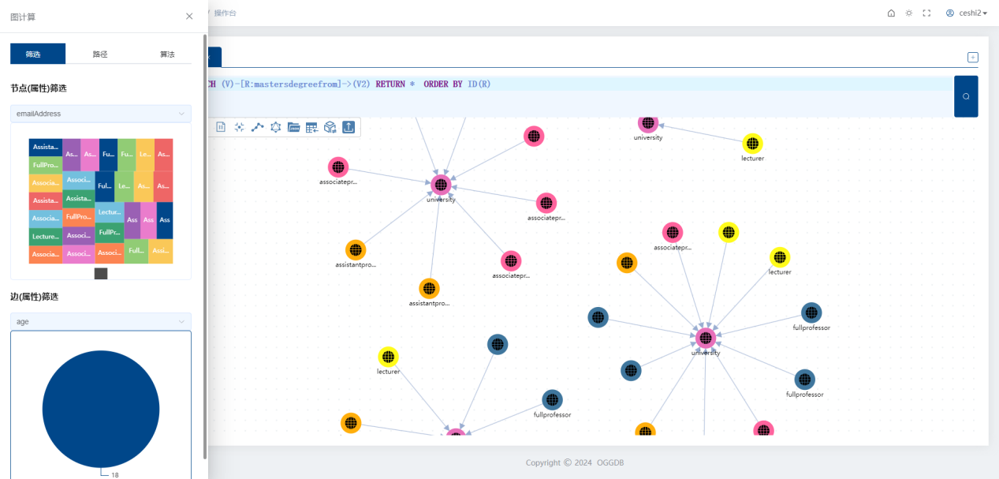 图计算
/ 操作台
ceshi2
筛选
路径
算法
节点(属性)筛选
emailAddress
Assista...
FullPro...
Associa...
Assista...
Associa...
Lecture...
Associa...
As...
As...
Fu...
Fu...
Le...
As...
Associ...
Assista...
FullPro...
Associ...
Associ...
Ful...
Le...
As...
As...
Lectur...
FullPr...
Associ...
Ass
Ass
Ass
Full...
Assi...
边(属性)筛选
age
18
CH (V)-[R:mastersdegreefrom]->(V2) RETURN * ORDER BY ID(R)
university
lecturer
associatepr...
university
associatepr...
associatepr...
assistantpro...
lecturer
associatepr...
assistantpro...
fullprofessor
university
lecturer
fullprofessor
fullprofessor
Copyright © 2024 OGGDB